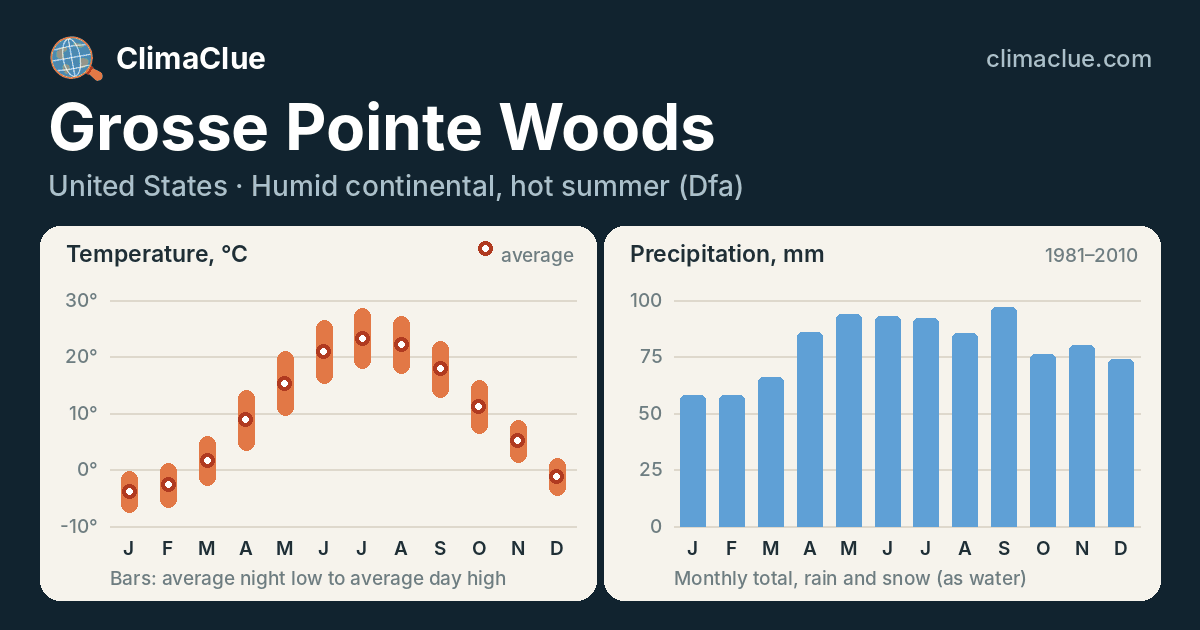 ClimaClue
climaclue.com
Grosse Pointe Woods
United States · Humid continental, hot summer (Dfa)
Temperature, °C
average
30°
20°
10°
0°
-10°
J F M A M J J A S O N D
Bars: average night low to average day high
Precipitation, mm
1981–2010
100
75
50
25
0
J F M A M J J A S O N D
Monthly total, rain and snow (as water)